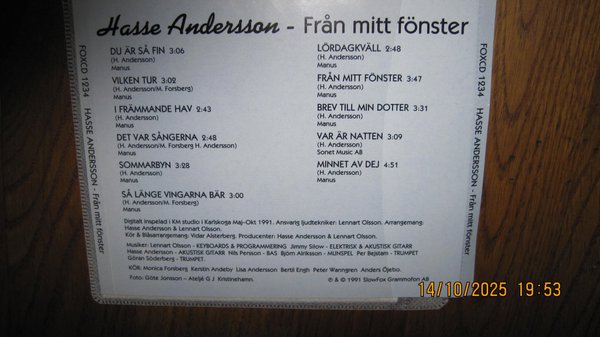 Hasse Andersson - Från mitt fönster
DU ÄR SÅ FIN 3:06
(H. Andersson)
Manus
VILKEN TUR 3:02
(H. Andersson/M. Forsberg)
Manus
I FRÄMMANDE HAV 2:43
(H. Andersson)
Manus
DET VAR SÅNGERNA 2:48
(H. Andersson/M. Forsberg H. Andersson)
Manus
SOMMARBYN 3:28
(H. Andersson)
Manus
SÅ LÄNGE VINGARNA BÄR 3:00
(H. Andersson/M. Forsberg)
Manus
LÖRDAGKVÄLL 2:48
(H. Andersson)
Manus
FRÅN MITT FÖNSTER 3:47
(H. Andersson)
Manus
BREV TILL MIN DOTTER 3:31
(H. Andersson)
Manus
VAR ÄR NATTEN 3:09
(H. Andersson)
Sonet Music AB
MINNET AV DEJ 4:51
(H. Andersson)
Manus
Digitalt inspelad i KM studio i Karlskoga Maj-Okt 1991. Ansvarig ljudtekniker: Lennart Olsson. Arrangemang:
Hasse Andersson & Lennart Olsson.
Kör & Blåsarrangemang: Vidar Alsterberg. Producenter: Hasse Andersson & Lennart Olsson.
Musiker: Lennart Olsson - KEYBOARDS & PROGRAMMERING Jimmy Sitow - ELEKTRISK & AKUSTISK GITARR
Hasse Andersson - AKUSTISK GITARR Nils Persson - BAS Björn Alriksson - MUNSPEL Per Bejstam - TRUMPET.
Göran Söderberg - TRUMPET.
KÖR: Monica Forsberg Kerstin Andeby Lisa Andersson Bertil Engh Peter Wanngren Anders Öjebo.
Foto: Göte Jonsson - Ateljé G J Kristinehamn.
℗ & © 1991 SlowFox Grammofon AB
FOXCD 1234 HASSE ANDERSSON - Från mitt fönster
FOXCD 1234 HASSE ANDERSSON - Från mitt fönster
14/10/2025 19:53